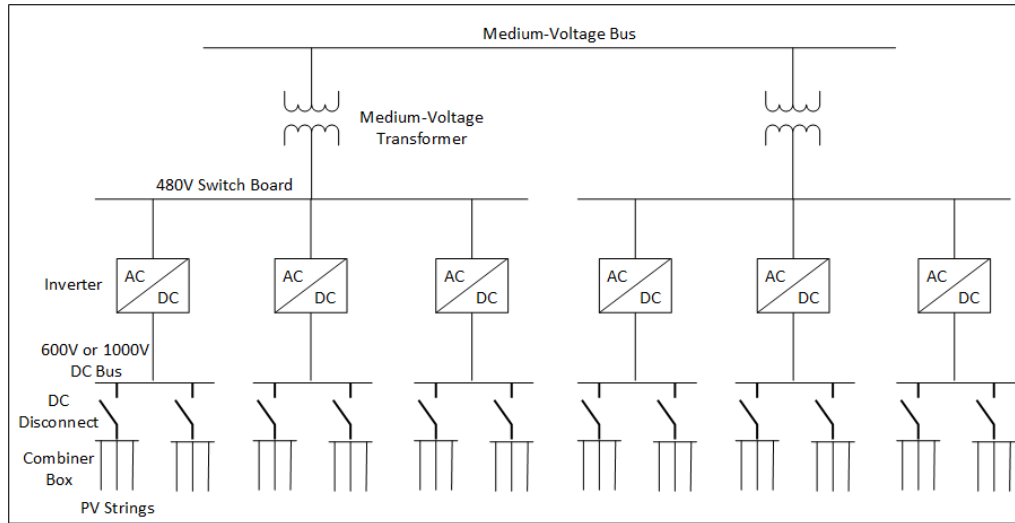 Medium-Voltage Bus
Medium-Voltage
Transformer
480V Switch Board
Inverter
AC
DC
AC
DC
AC
DC
AC
DC
AC
DC
AC
DC
600V or 1000V
DC Bus
DC
Disconnect
Combiner
Box
PV Strings